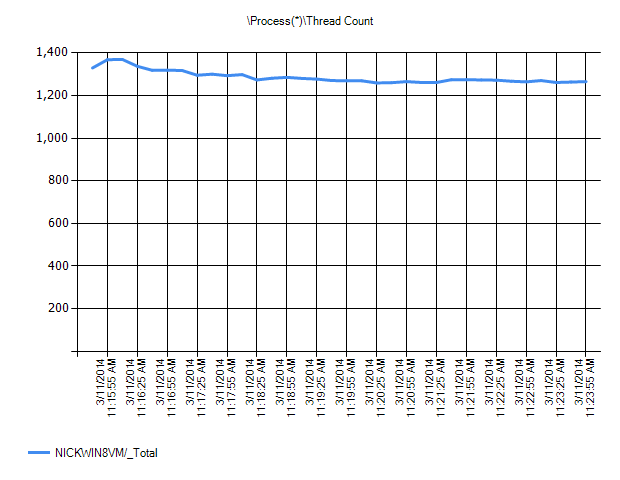 \Process(*)\Thread Count
1,400
1,200
1,000
800
600
400
200
3/11/2014
11:15:55 AM
3/11/2014
11:16:25 AM
3/11/2014
11:16:55 AM
3/11/2014
11:17:25 AM
3/11/2014
11:17:55 AM
3/11/2014
11:18:25 AM
3/11/2014
11:18:55 AM
3/11/2014
11:19:25 AM
3/11/2014
11:19:55 AM
3/11/2014
11:20:25 AM
3/11/2014
11:20:55 AM
3/11/2014
11:21:25 AM
3/11/2014
11:21:55 AM
3/11/2014
11:22:25 AM
3/11/2014
11:22:55 AM
3/11/2014
11:23:25 AM
3/11/2014
11:23:55 AM
NICKWIN8VM/_Total